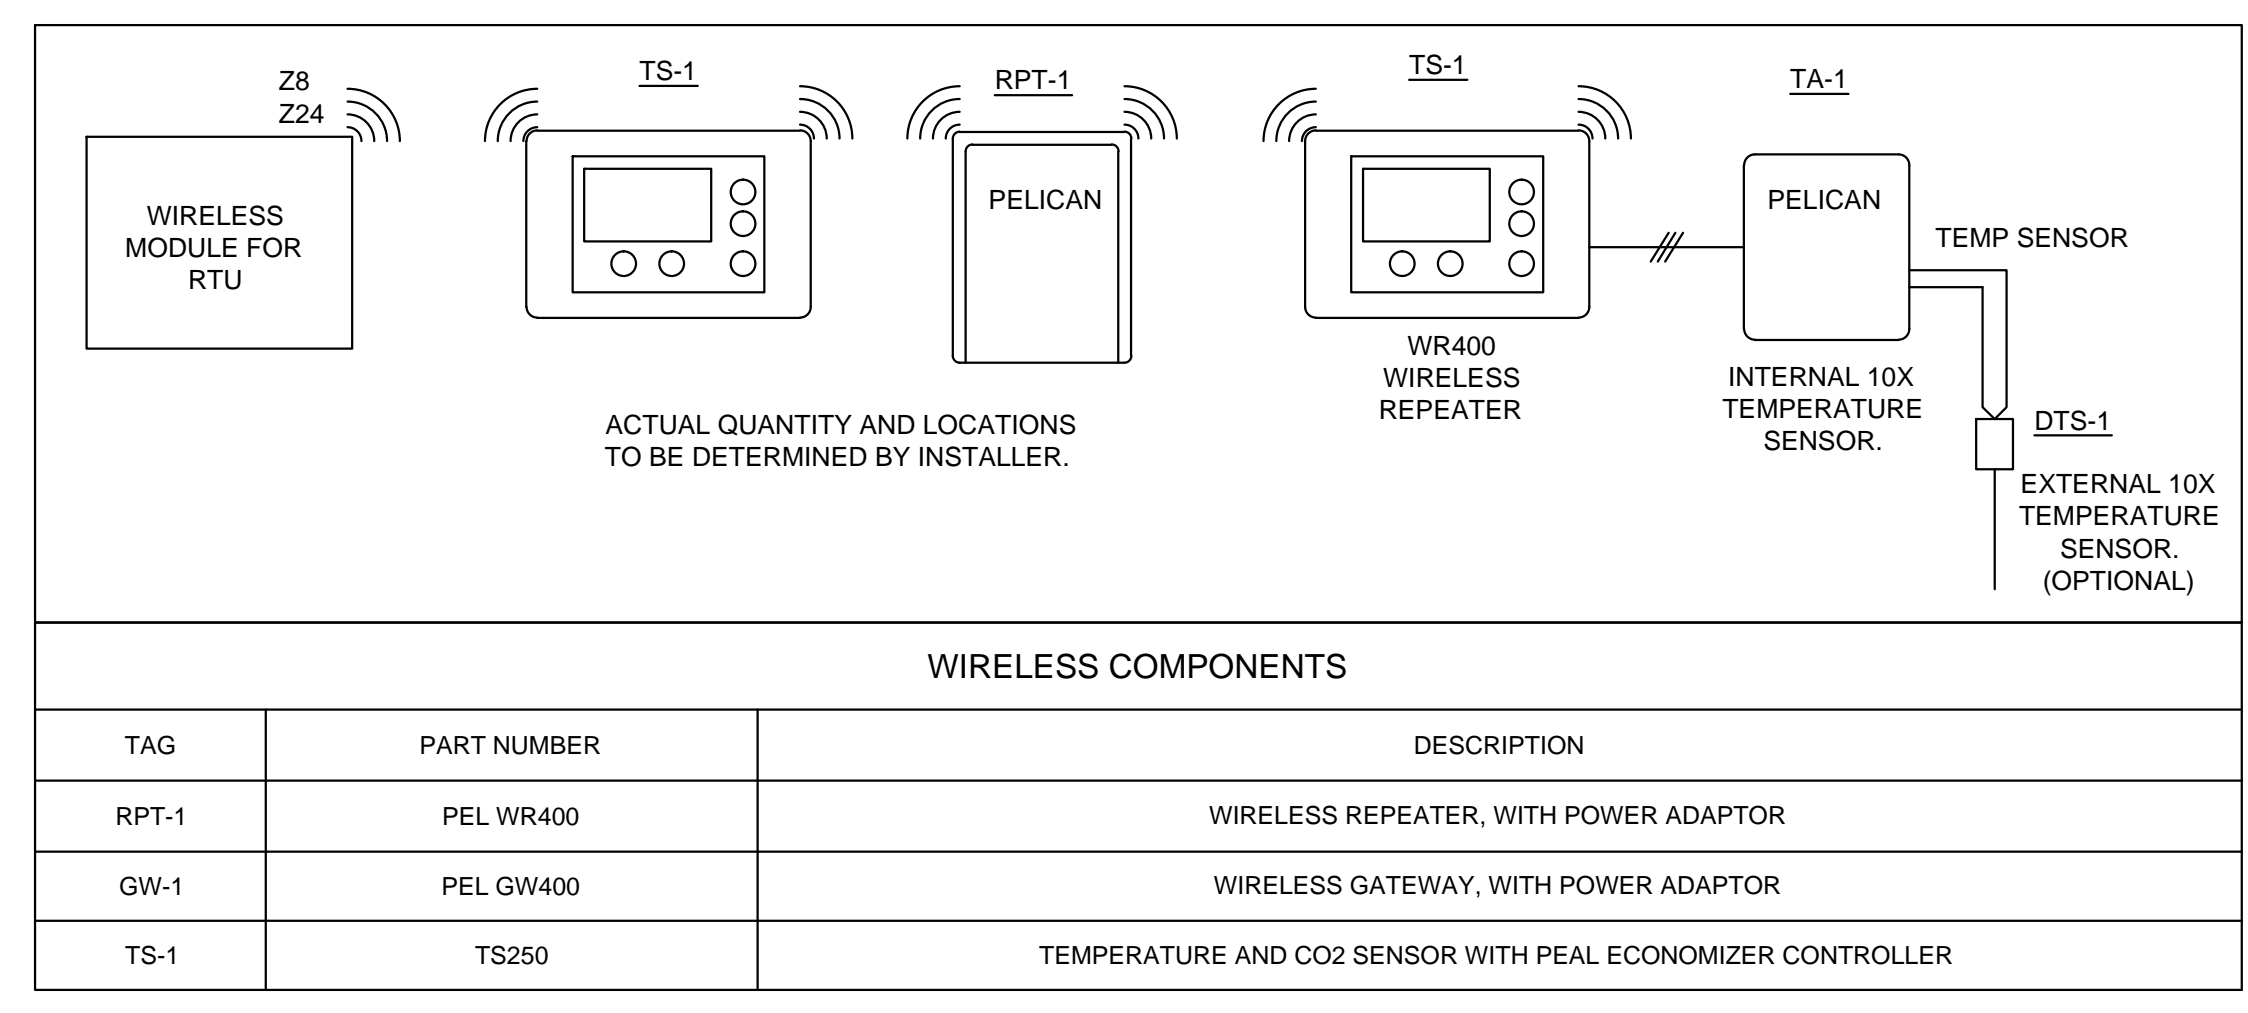 Z8
Z24
WIRELESS
MODULE FOR
RTU
TS-1
RPT-1
PELICAN
ACTUAL QUANTITY AND LOCATIONS
TO BE DETERMINED BY INSTALLER.
TS-1
WR400
WIRELESS
REPEATER
TA-1
PELICAN
INTERNAL 10X
TEMPERATURE
SENSOR.
TEMP SENSOR
DTS-1
EXTERNAL 10X
TEMPERATURE
SENSOR.
(OPTIONAL)
WIRELESS COMPONENTS
TAG PART NUMBER DESCRIPTION
RPT-1 PEL WR400 WIRELESS REPEATER, WITH POWER ADAPTOR
GW-1 PEL GW400 WIRELESS GATEWAY, WITH POWER ADAPTOR
TS-1 TS250 TEMPERATURE AND CO2 SENSOR WITH PEAL ECONOMIZER CONTROLLER